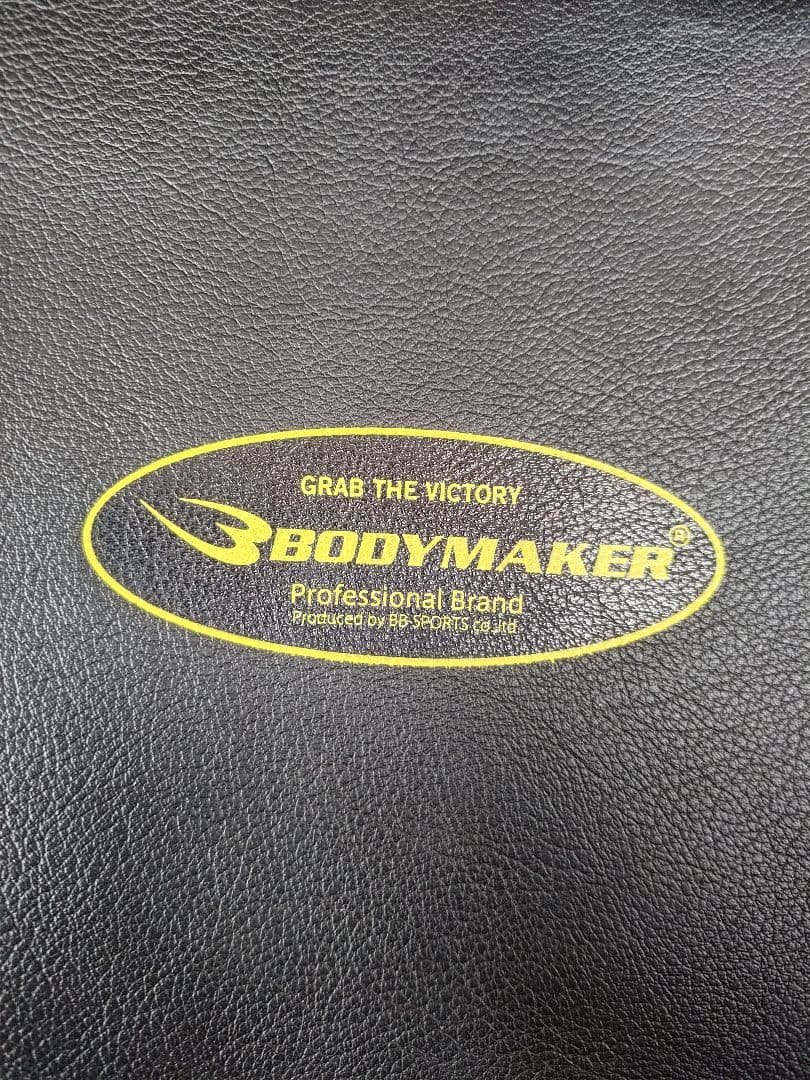 GRAB THE VICTORY
BODYMAKER®
Professional Brand
Produced by BB-SPORTS co.,ltd